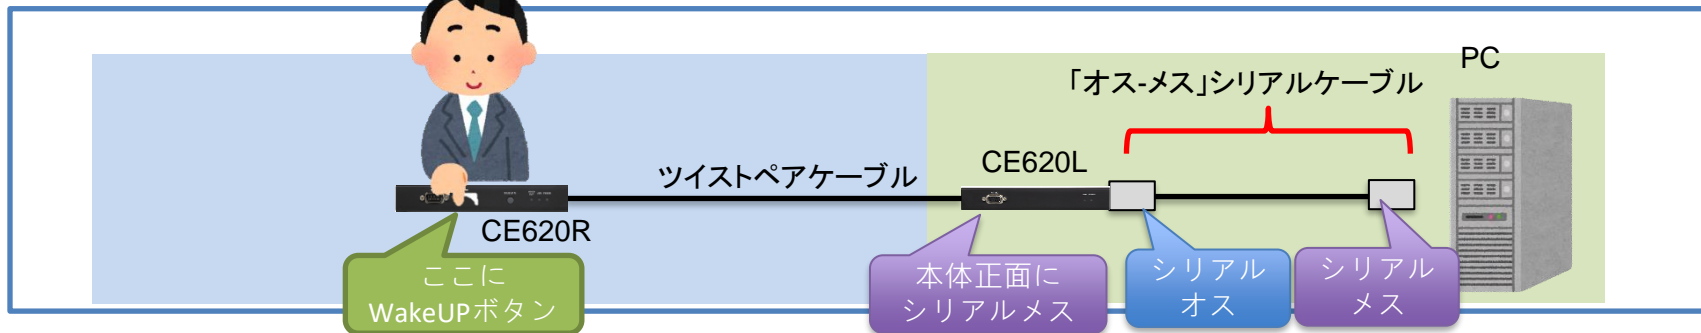 PC
「オス-メス」シリアルケーブル
CE620L
ツイストペアケーブル
CE620R
ここに
WakeUPボタン
本体正面に
シリアルメス
シリアル
オス
シリアル
メス